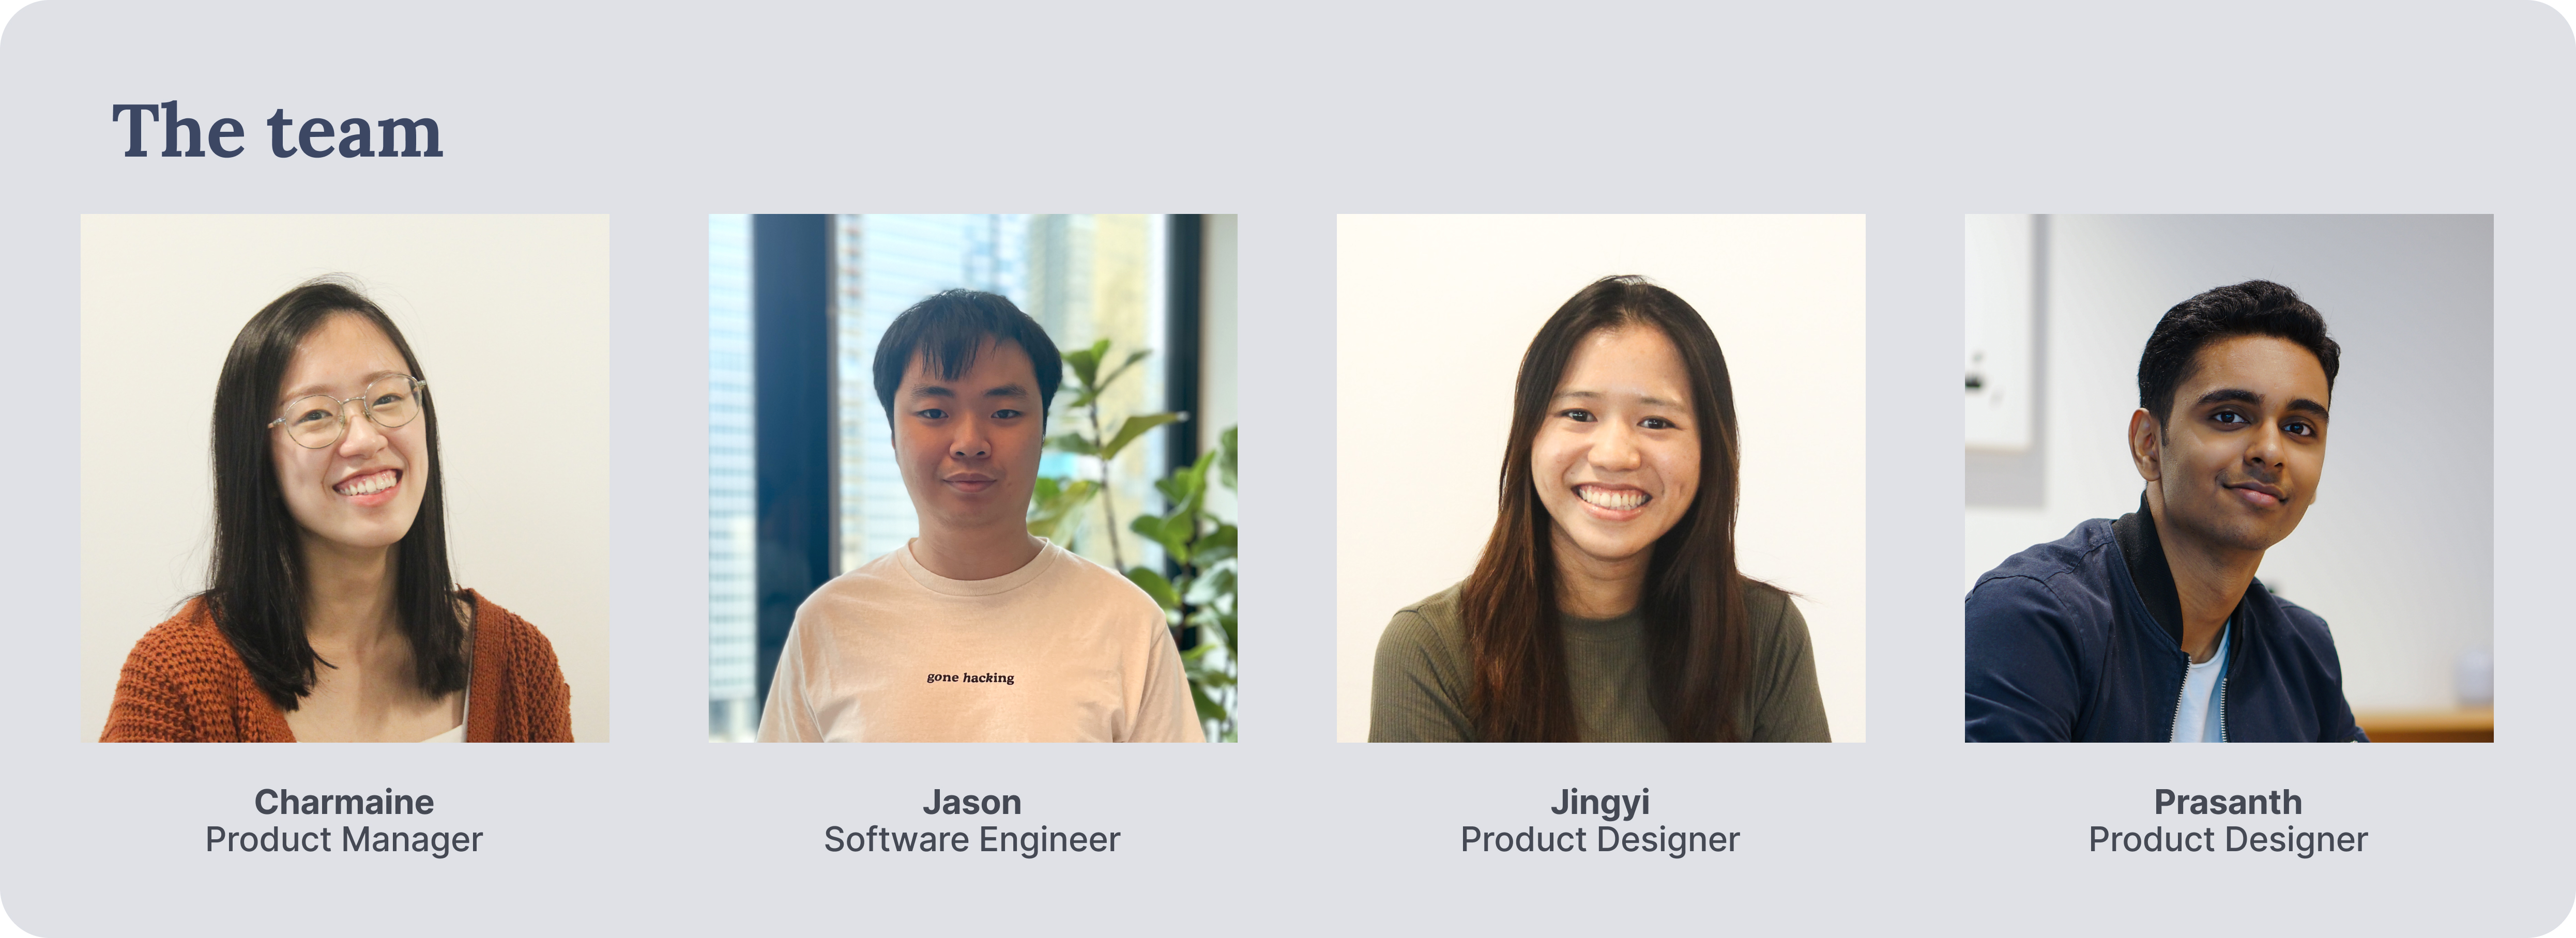 The team
gone hacking
Charmaine
Product Manager
Jason
Software Engineer
Jingyi
Product Designer
Prasanth
Product Designer